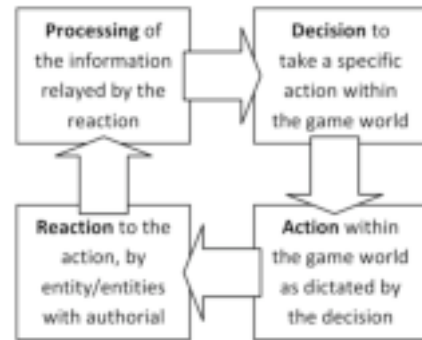 Processing of
the information
relayed by the
reaction
Decision to
take a specific
action within
the game world
Reaction to the
action, by
entity/entities
with authorial
Action within
the game world
as dictated by
the decision